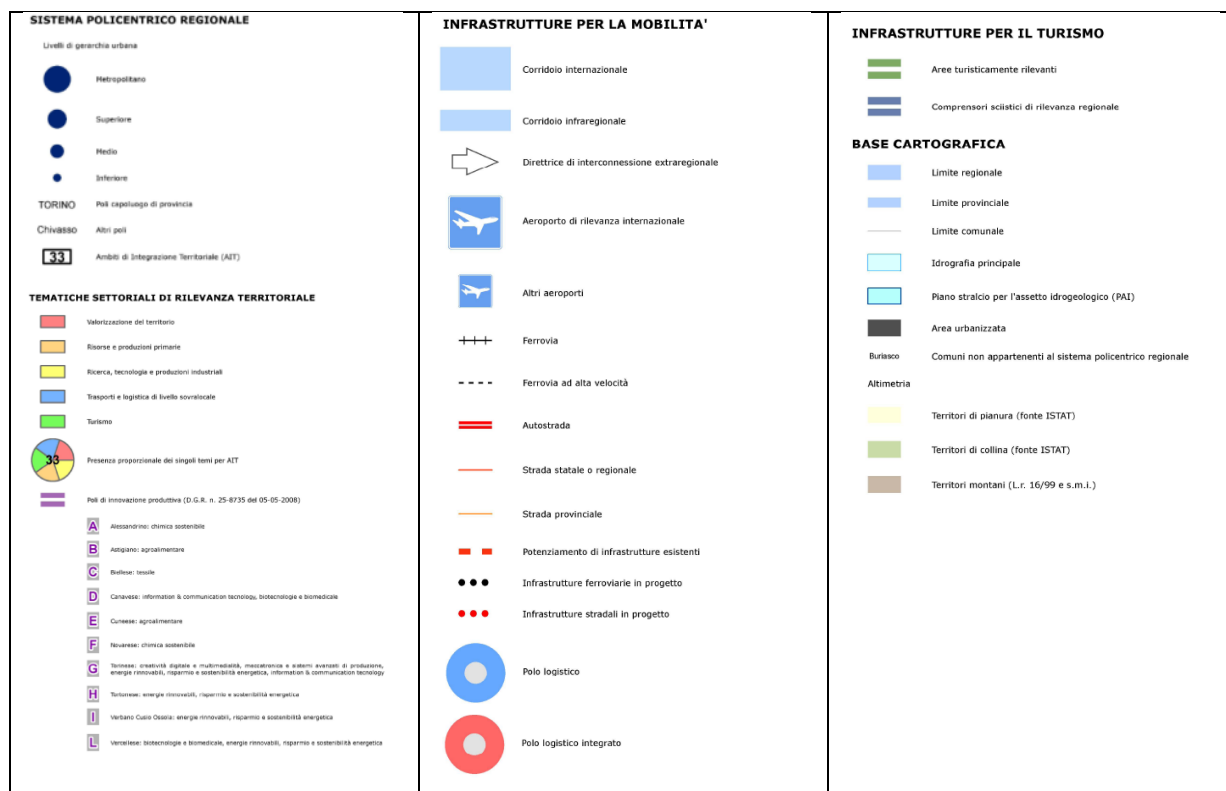 SISTEMA POLICENTRICO REGIONALE
Livelli di gerarchia urbana
Metropolitano
Superiore
Medio
Inferiore
TORINO Poli capoluogo di provincia
Chivasso Altri poli
33 Ambiti di Integrazione Territoriale (AIT)
TEMATICHE SETTORIALI DI RILEVANZA TERRITORIALE
Valorizzazione del territorio
Risorse e produzioni primarie
Ricerca, tecnologia e produzioni industriali
Trasporti e logistica di livello sovralocale
Turismo
33 Presenza proporzionale dei singoli temi per AIT
Poli di innovazione produttiva (D.G.R. n. 25-8735 del 05-05-2008)
A Alessandrino: chimica sostenibile
B Astigiano: agroalimentare
C Biellese: tessile
D Canavese: information & communication tecnology, biotecnologie e biomedicale
E Cuneese: agroalimentare
F Novarese: chimica sostenibile
G Torinese: creatività digitale e multimedialità, meccatronica e sistemi avanzati di produzione,
energie rinnovabili, risparmio e sostenibilità energetica, information & communication tecnology
H Tortonese: energie rinnovabili, risparmio e sostenibilità energetica
I Verbano Cusio Ossola: energie rinnovabili, risparmio e sostenibilità energetica
L Vercellese: biotecnologie e biomedicale, energie rinnovabili, risparmio e sostenibilità energetica
INFRASTRUTTURE PER LA MOBILITA'
Corridoio internazionale
Corridoio infraregionale
Direttrice di interconnessione extraregionale
Aeroporto di rilevanza internazionale
Altri aeroporti
Ferrovia
Ferrovia ad alta velocità
Autostrada
Strada statale o regionale
Strada provinciale
Potenziamento di infrastrutture esistenti
Infrastrutture ferroviarie in progetto
Infrastrutture stradali in progetto
Polo logistico
Polo logistico integrato
INFRASTRUTTURE PER IL TURISMO
Aree turisticamente rilevanti
Comprensori sciistici di rilevanza regionale
BASE CARTOGRAFICA
Limite regionale
Limite provinciale
Limite comunale
Idrografia principale
Piano stralcio per l'assetto idrogeologico (PAI)
Area urbanizzata
Buriasco Comuni non appartenenti al sistema policentrico regionale
Altimetria
Territori di pianura (fonte ISTAT)
Territori di collina (fonte ISTAT)
Territori montani (L.r. 16/99 e s.m.i.)